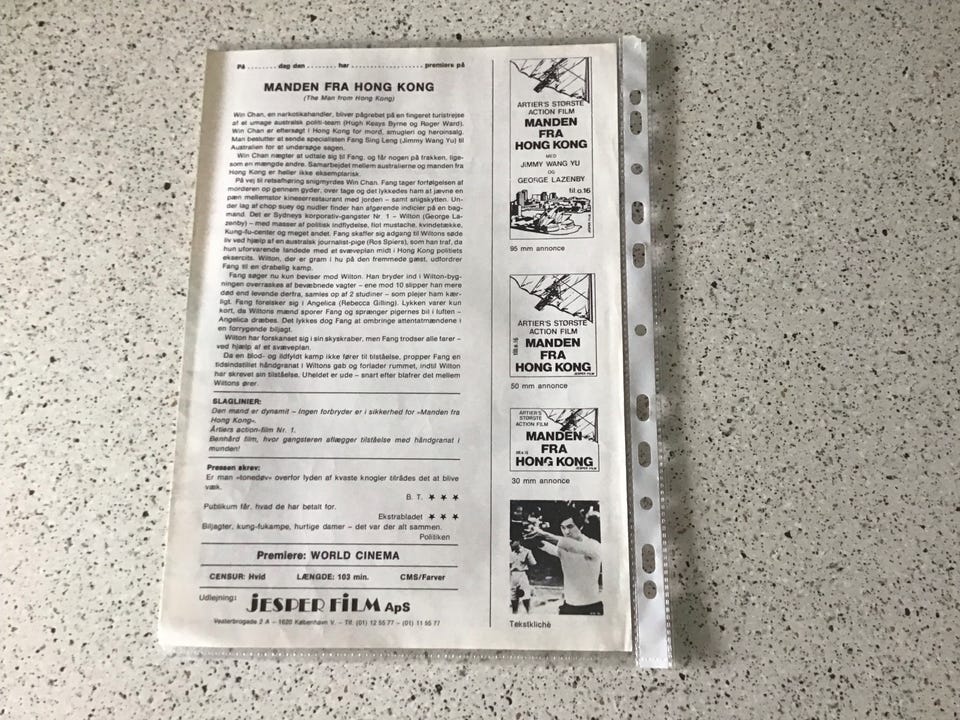 På ........ dag den ........ har .................... premiere på
MANDEN FRA HONG KONG
(The Man from Hong Kong)
Win Chan, en narkotikahandler, bliver pågrebet på en fingeret turistrejse
af et umage australsk politi-team (Hugh Keays Byrne og Roger Ward).
Win Chan er eftersøgt i Hong Kong for mord, smugleri og heroinsalg.
Man beslutter at sende specialisten Fang Sing Leng (Jimmy Wang Yu) til
Australien for at undersøge sagen.
Win Chan nægter at udtale sig til Fang, og får nogen på frakken, lige-
som en mængde andre. Samarbejdet mellem australierne og manden fra
Hong Kong er heller ikke eksemplarisk.
På vej til retsafhøring snigmyrdes Win Chan. Fang tager forfølgelsen af
morderen op gennem gyder, over tage og det lykkedes ham at jævne en
pæn mellemstor kineserrestaurant med jorden – samt snigskytten. Un-
der lag af chop suey og nudler finder han afgørende indicier på en bag-
mand. Det er Sydneys korporativ-gangster Nr. 1 – Wilton (George La-
zenby) – med masser af politisk indflydelse, flot mustache, kvindetække,
Kung-fu-center og meget andet. Fang skaffer sig adgang til Wiltons søde
liv ved hjælp af en australsk journalist-pige (Ros Spiers), som han traf, da
hun uforvarende landede med et svæveplan midt i Hong Kong politiets
eksercits. Wilton, der er gram i hu på den fremmede gæst, udfordrer
Fang til en drabelig kamp.
Fang søger nu kun beviser mod Wilton. Han bryder ind i Wilton-byg-
ningen overraskes af bevæbnede vagter – ene mod 10 slipper han mere
død end levende derfra, samles op af 2 studiner – som plejer ham kær-
ligt. Fang forelsker sig i Angelica (Rebecca Gilling). Lykken varer kun
kort, da Wiltons mænd sporer Fang og sprænger pigernes bil i luften –
Angelica dræbes. Det lykkes dog Fang at ombringe attentatmændene i
en forrygende biljagt.
Wilton har forskanset sig i sin skyskraber, men Fang trodser alle farer –
ved hjælp af et svæveplan.
Da en blod- og ildfyldt kamp ikke fører til tilståelse, propper Fang en
tidsindstillet håndgranat i Wiltons gab og forlader rummet, indtil Wilton
har skrevet sin tilståelse. Uheldet er ude – snart efter blafrer det mellem
Wiltons ører.
SLAGLINIER:
Den mand er dynamit – Ingen forbryder er i sikkerhed for »Manden fra
Hong Kong«.
Årtiers action-film Nr. 1.
Benhård film, hvor gangsteren aflægger tilståelse med håndgranat i
munden!
Pressen skrev:
Er man »tonedøv« overfor lyden af kvaste knogler tilrådes det at blive
væk.
B. T. ★ ★ ★
Publikum får, hvad de har betalt for.
Ekstrabladet ★ ★ ★
Biljagter, kung-fukampe, hurtige damer – det var der alt sammen.
Politiken
Premiere: WORLD CINEMA
CENSUR: Hvid LÆNGDE: 103 min. CMS/Farver
Udlejning: JESPER FILM ApS
Vesterbrogade 2 A – 1620 København V. – Tlf. (01) 12 55 77 – (01) 11 55 77
ÅRTIER'S STØRSTE
ACTION FILM
MANDEN
FRA
HONG KONG
MED
JIMMY WANG YU
OG
GEORGE LAZENBY
til o.16
95 mm annonce
ÅRTIER'S STØRSTE
ACTION FILM
MANDEN
FRA
HONG KONG
till o.16
JESPER FILM
50 mm annonce
ÅRTIER'S
STØRSTE
ACTION FILM
MANDEN
FRA
HONG KONG
JESPER FILM
30 mm annonce
Tekstklichè